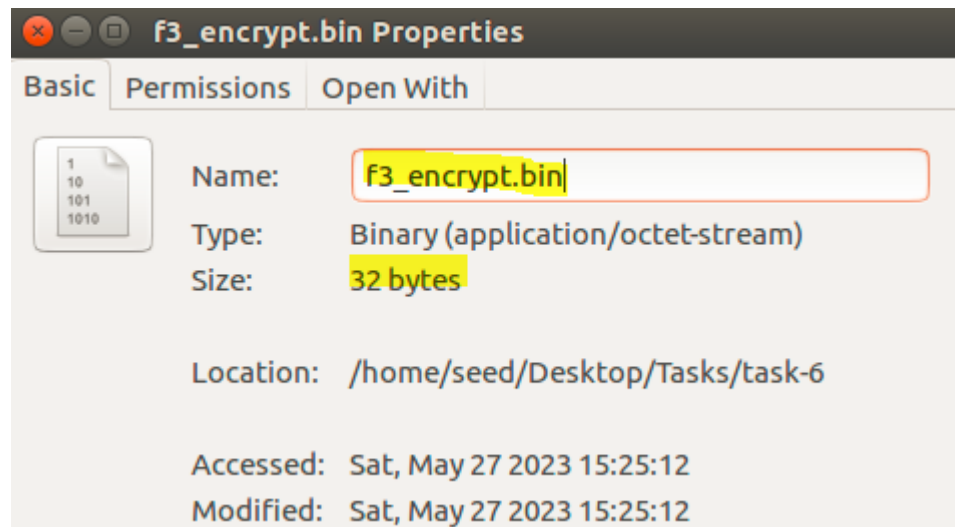 f3_encrypt.bin Properties
Basic Permissions Open With
1
10
101
1010
Name: f3_encrypt.bin
Type: Binary (application/octet-stream)
Size: 32 bytes
Location: /home/seed/Desktop/Tasks/task-6
Accessed: Sat, May 27 2023 15:25:12
Modified: Sat, May 27 2023 15:25:12